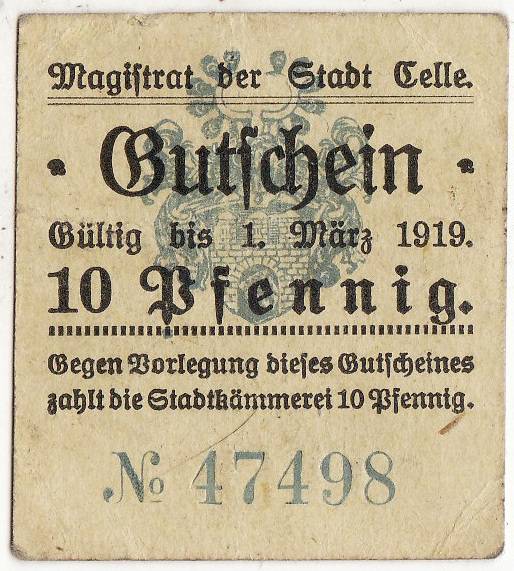 Magistrat der Stadt Celle.
· Gutschein ·
Gültig bis 1. März 1919.
10 Pfennig.
Gegen Vorlegung dieses Gutscheines
zahlt die Stadtkämmerei 10 Pfennig.
№ 47498